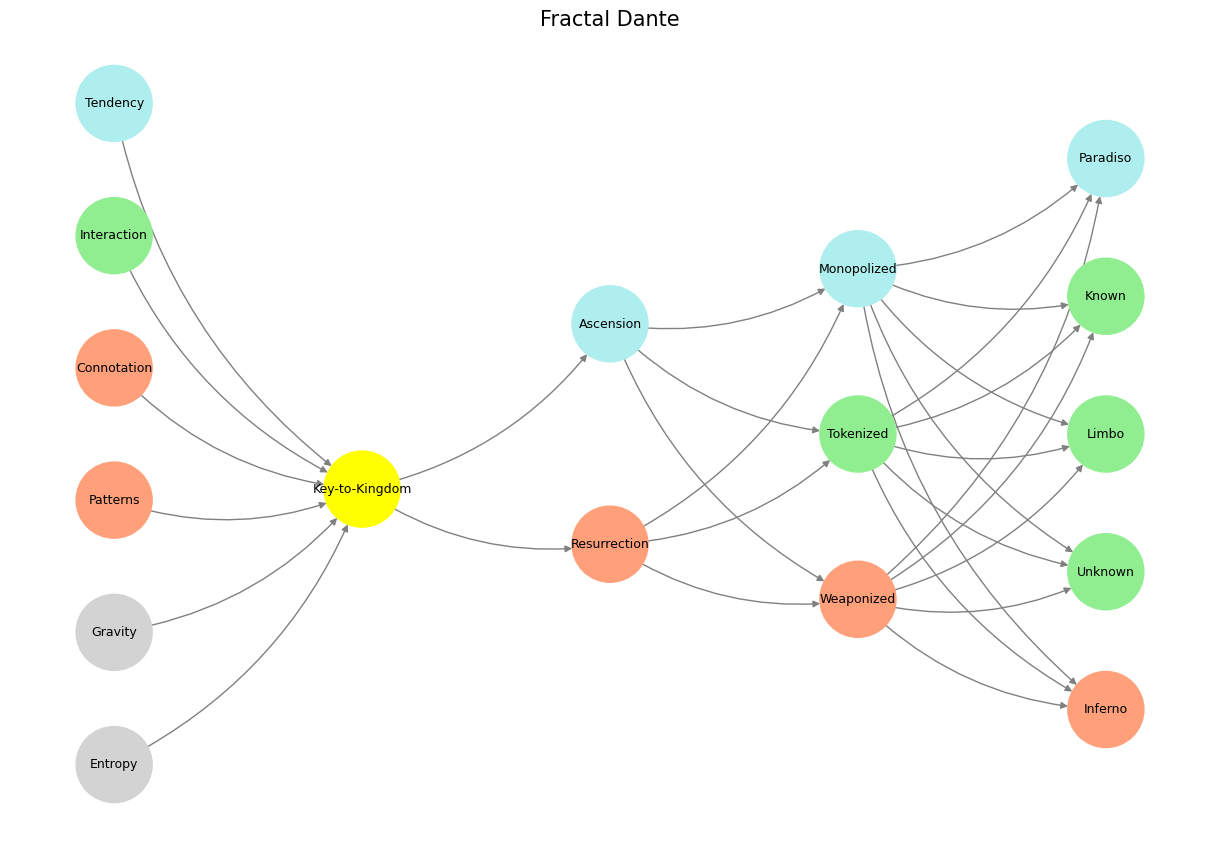 Fractal Dante
Tendency
Interaction
Connotation
Patterns
Gravity
Entropy
Key-to-Kingdom
Ascension
Resurrection
Monopolized
Tokenized
Weaponized
Paradiso
Known
Limbo
Unknown
Inferno